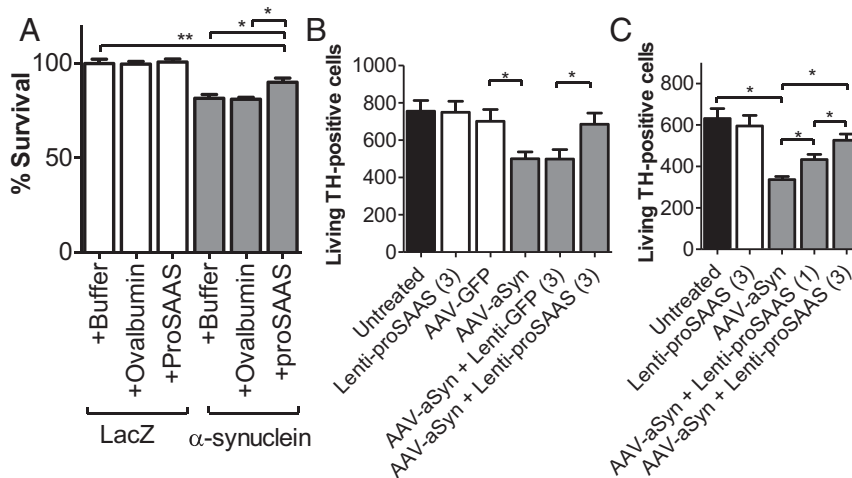 A
% Survival
100
50
0
**
*
*
+Buffer
+Ovalbumin
+ProSAAS
+Buffer
+Ovalbumin
+proSAAS
LacZ
α-synuclein
B
Living TH-positive cells
1000
800
600
400
200
0
*
*
Untreated
Lenti-proSAAS (3)
AAV-GFP
AAV-aSyn
AAV-aSyn + Lenti-GFP (3)
AAV-aSyn + Lenti-proSAAS (3)
C
Living TH-positive cells
800
600
400
200
0
*
*
*
*
Untreated
Lenti-proSAAS (3)
AAV-aSyn
AAV-aSyn + Lenti-proSAAS (1)
AAV-aSyn + Lenti-proSAAS (3)